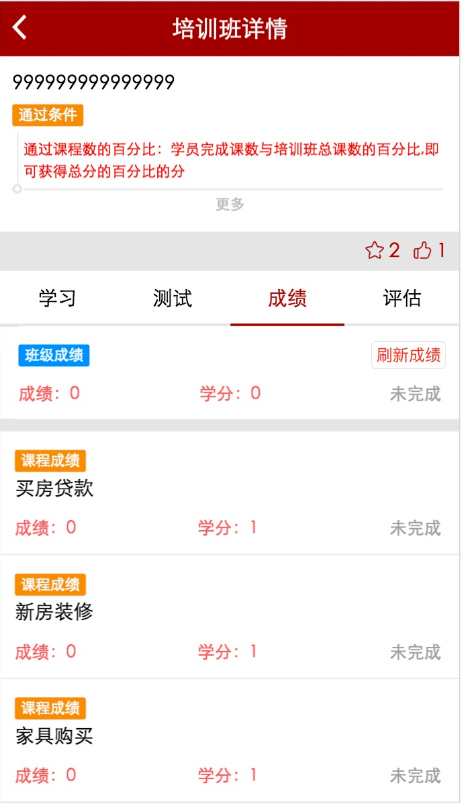 培训班详情
999999999999999
通过条件
通过课程数的百分比：学员完成课数与培训班总课数的百分比,即
可获得总分的百分比的分
更多
2 1
学习 测试 成绩 评估
班级成绩 刷新成绩
成绩：0 学分：0 未完成
课程成绩
买房贷款
成绩：0 学分：1 未完成
课程成绩
新房装修
成绩：0 学分：1 未完成
课程成绩
家具购买
成绩：0 学分：1 未完成